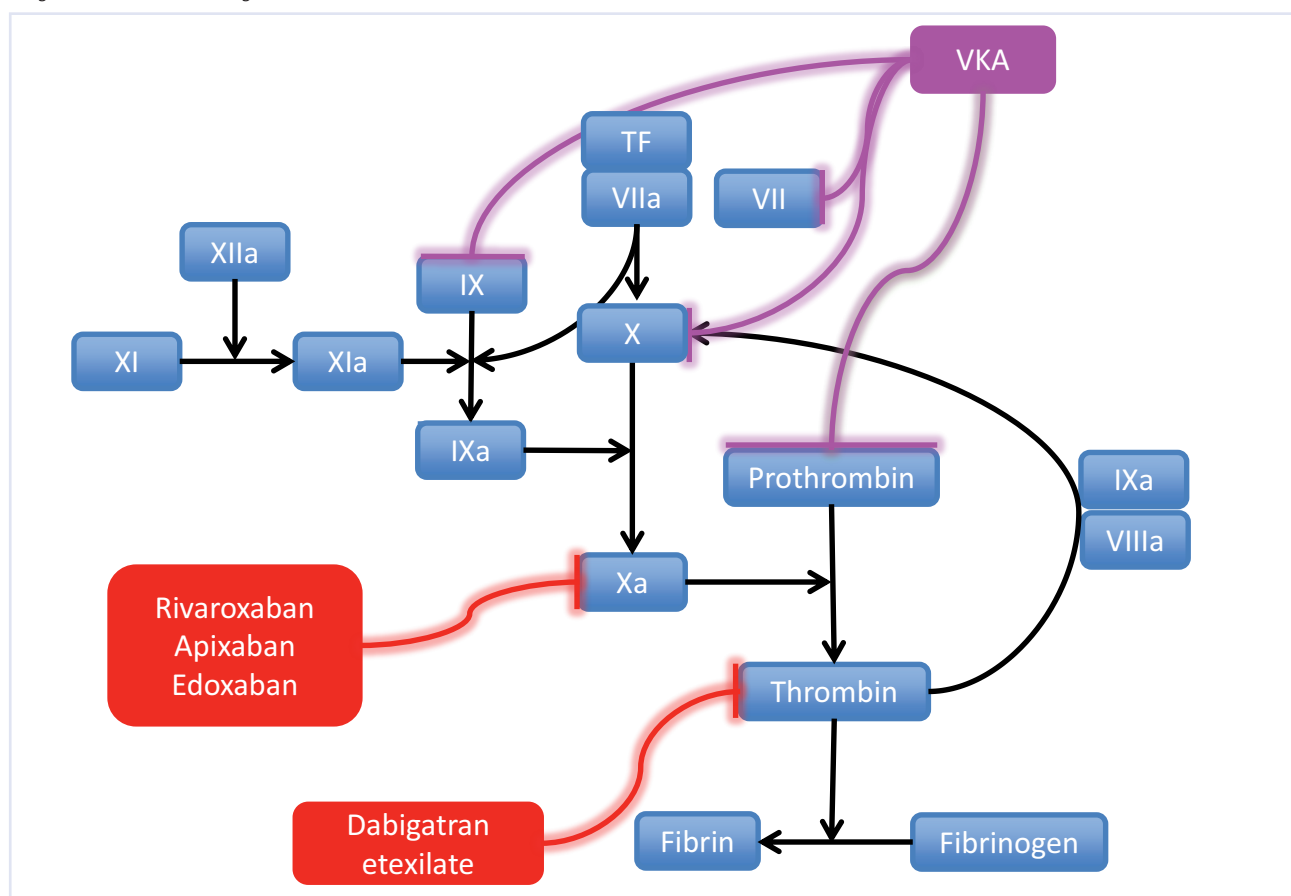 VKA
TF
VIIa
VII
XIIa
IX
X
XI
XIa
IXa
Prothrombin
IXa
VIIIa
Xa
Rivaroxaban
Apixaban
Edoxaban
Thrombin
Dabigatran
etexilate
Fibrin
Fibrinogen